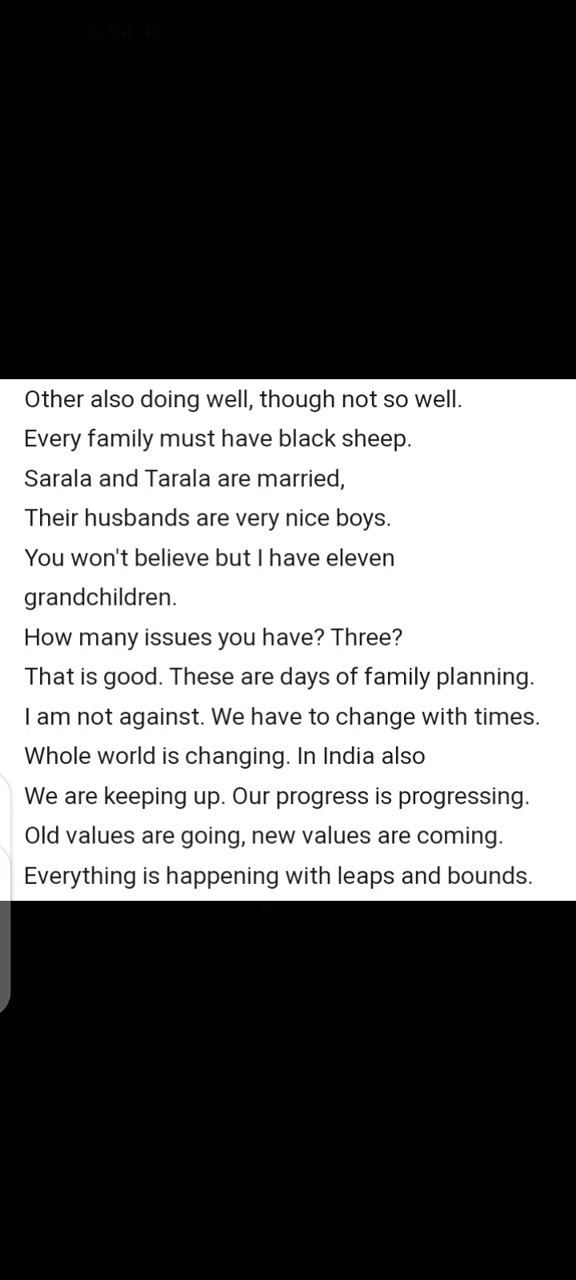 Other also doing well, though not so well.
Every family must have black sheep.
Sarala and Tarala are married,
Their husbands are very nice boys.
You won't believe but I have eleven
grandchildren.
How many issues you have? Three?
That is good. These are days of family planning.
I am not against. We have to change with times.
Whole world is changing. In India also
We are keeping up. Our progress is progressing.
Old values are going, new values are coming.
Everything is happening with leaps and bounds.